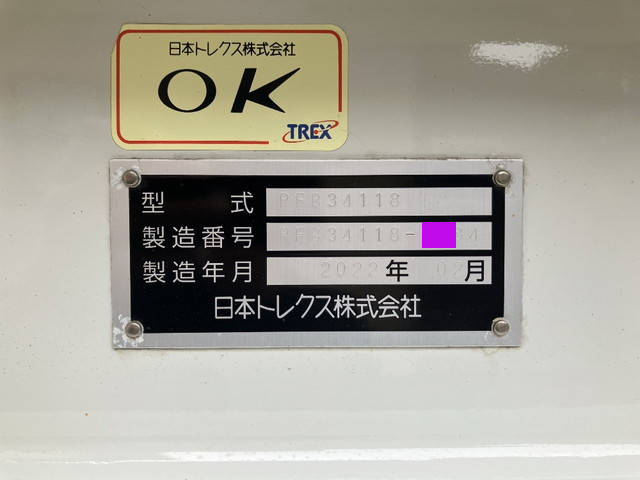 日本トレクス株式会社
OK
TREX
型 式 PFB34118
製造番号 PFB34118-
製造年月 2022年 02月
日本トレクス株式会社